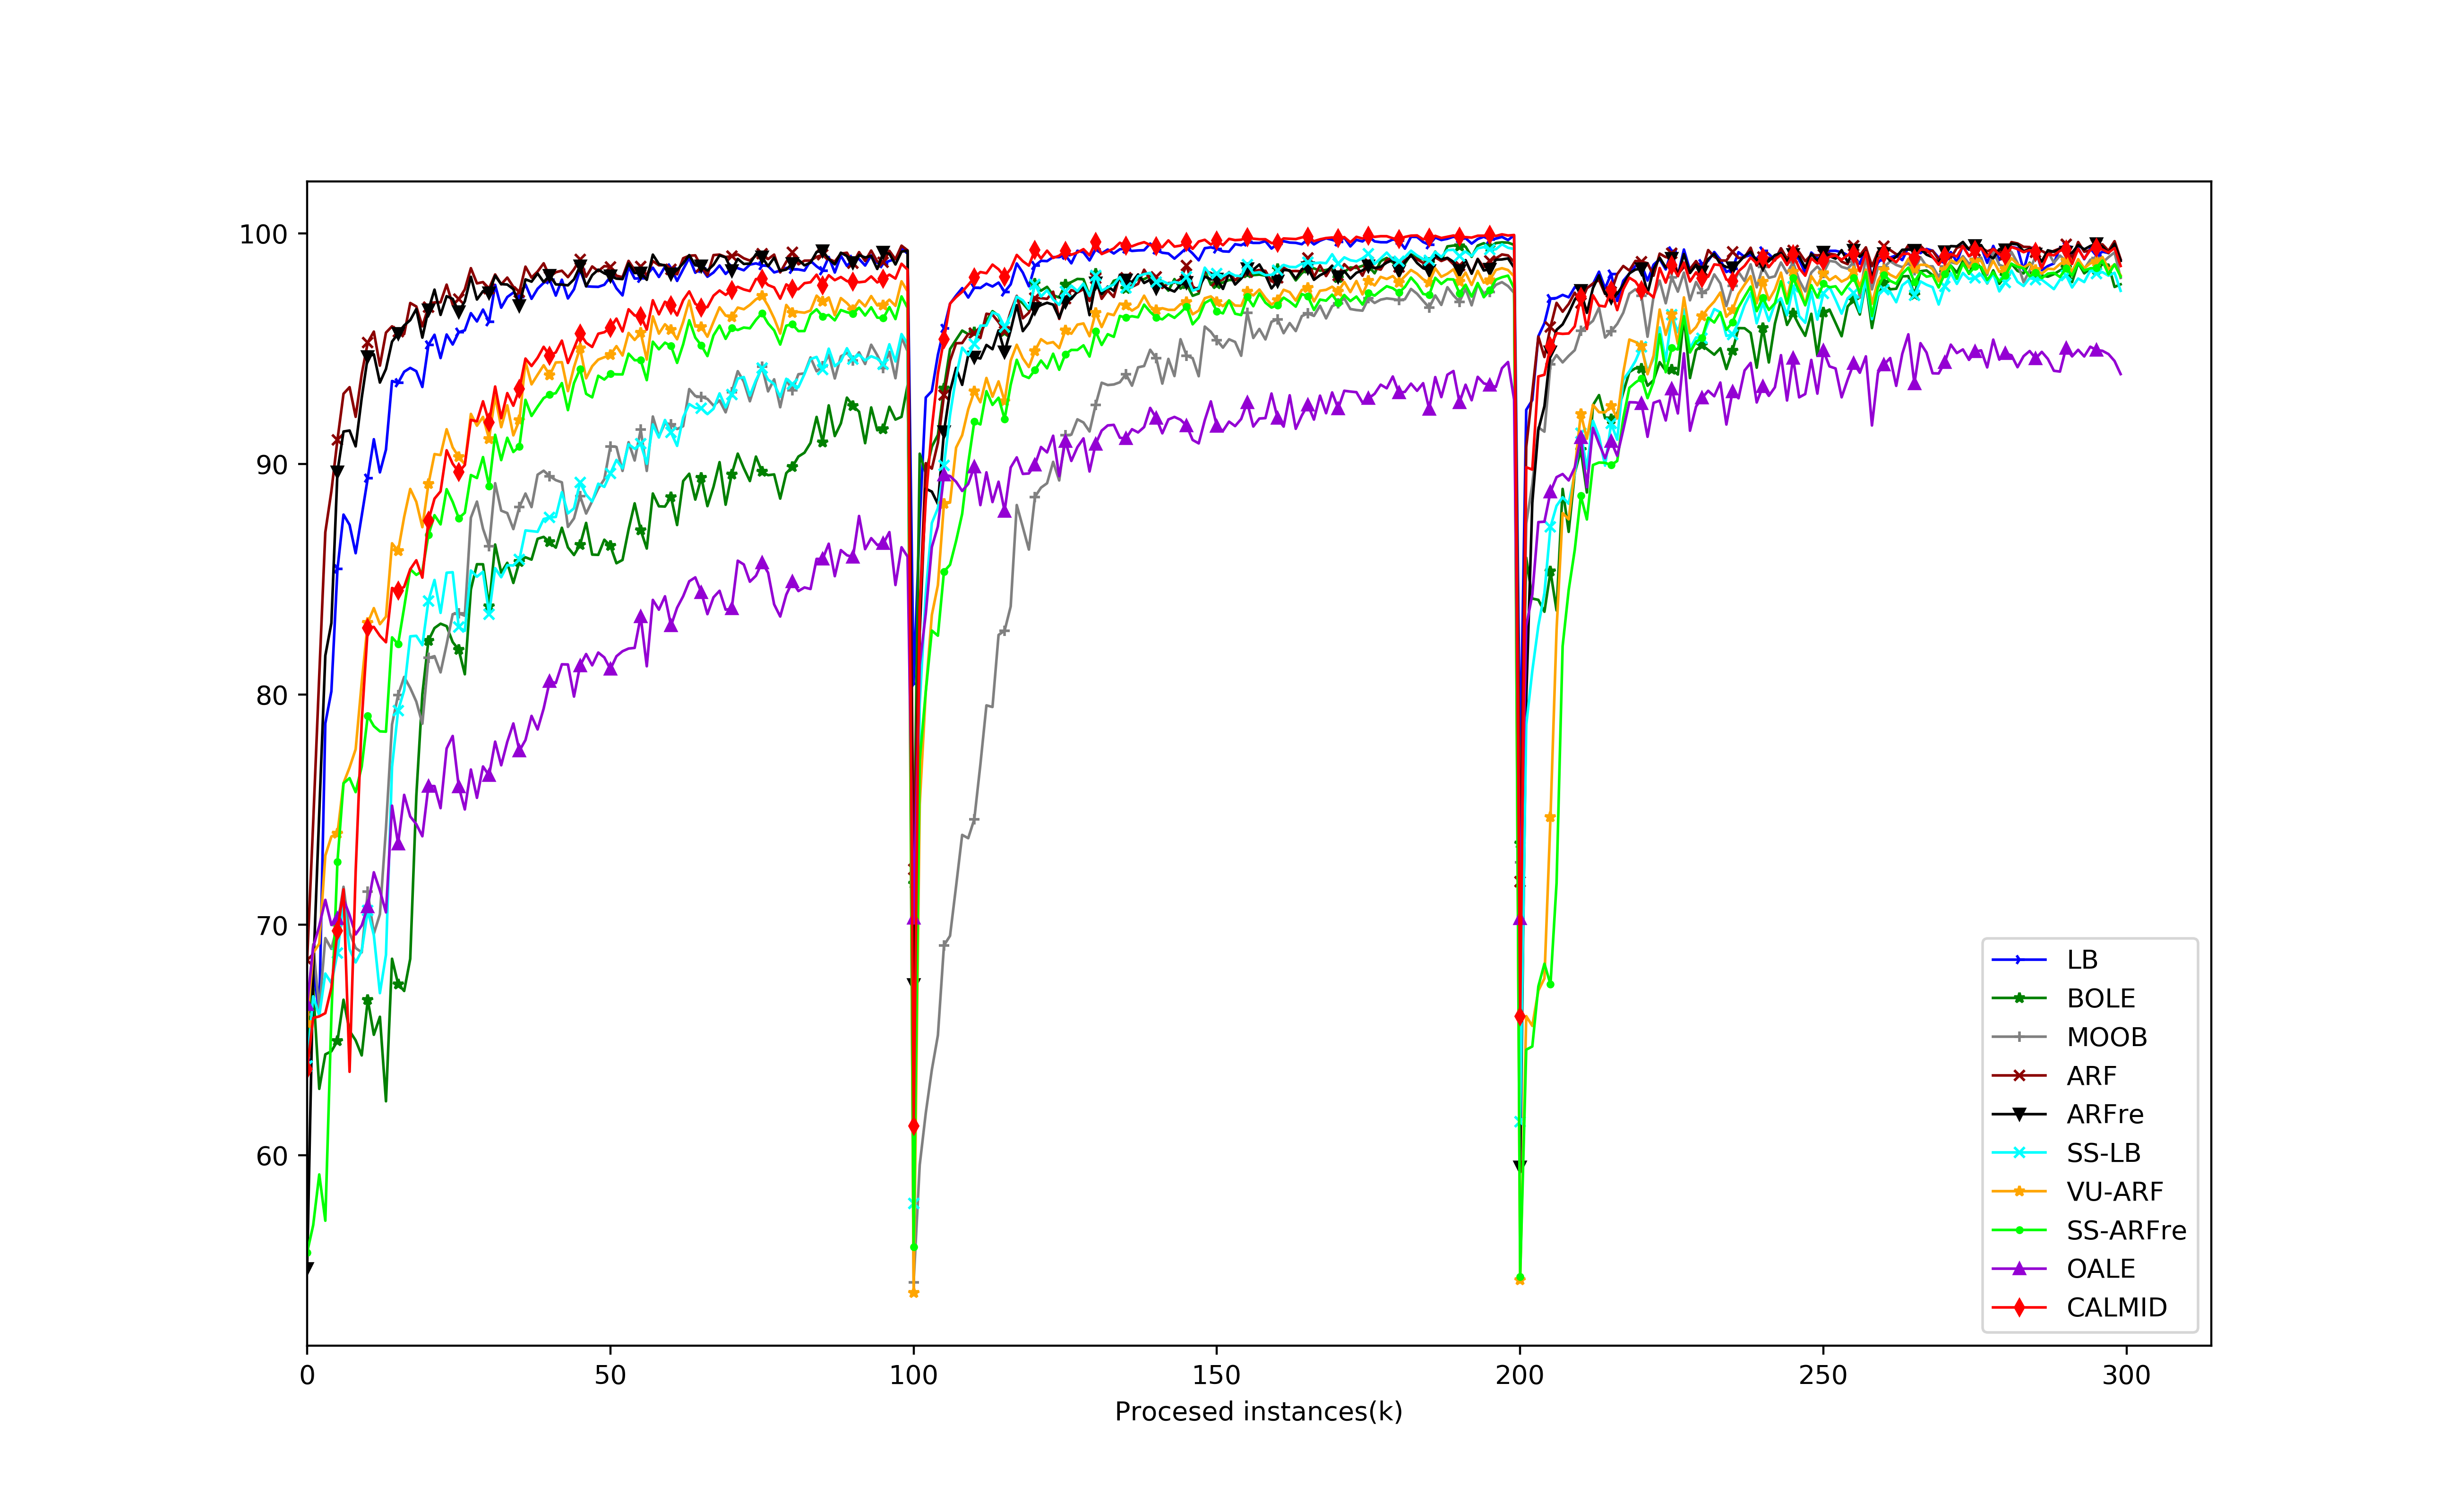 100
90
80
70
60
0 50 100 150 200 250 300
Procesed instances(k)
LB
BOLE
MOOB
ARF
ARFre
SS-LB
VU-ARF
SS-ARFre
OALE
CALMID